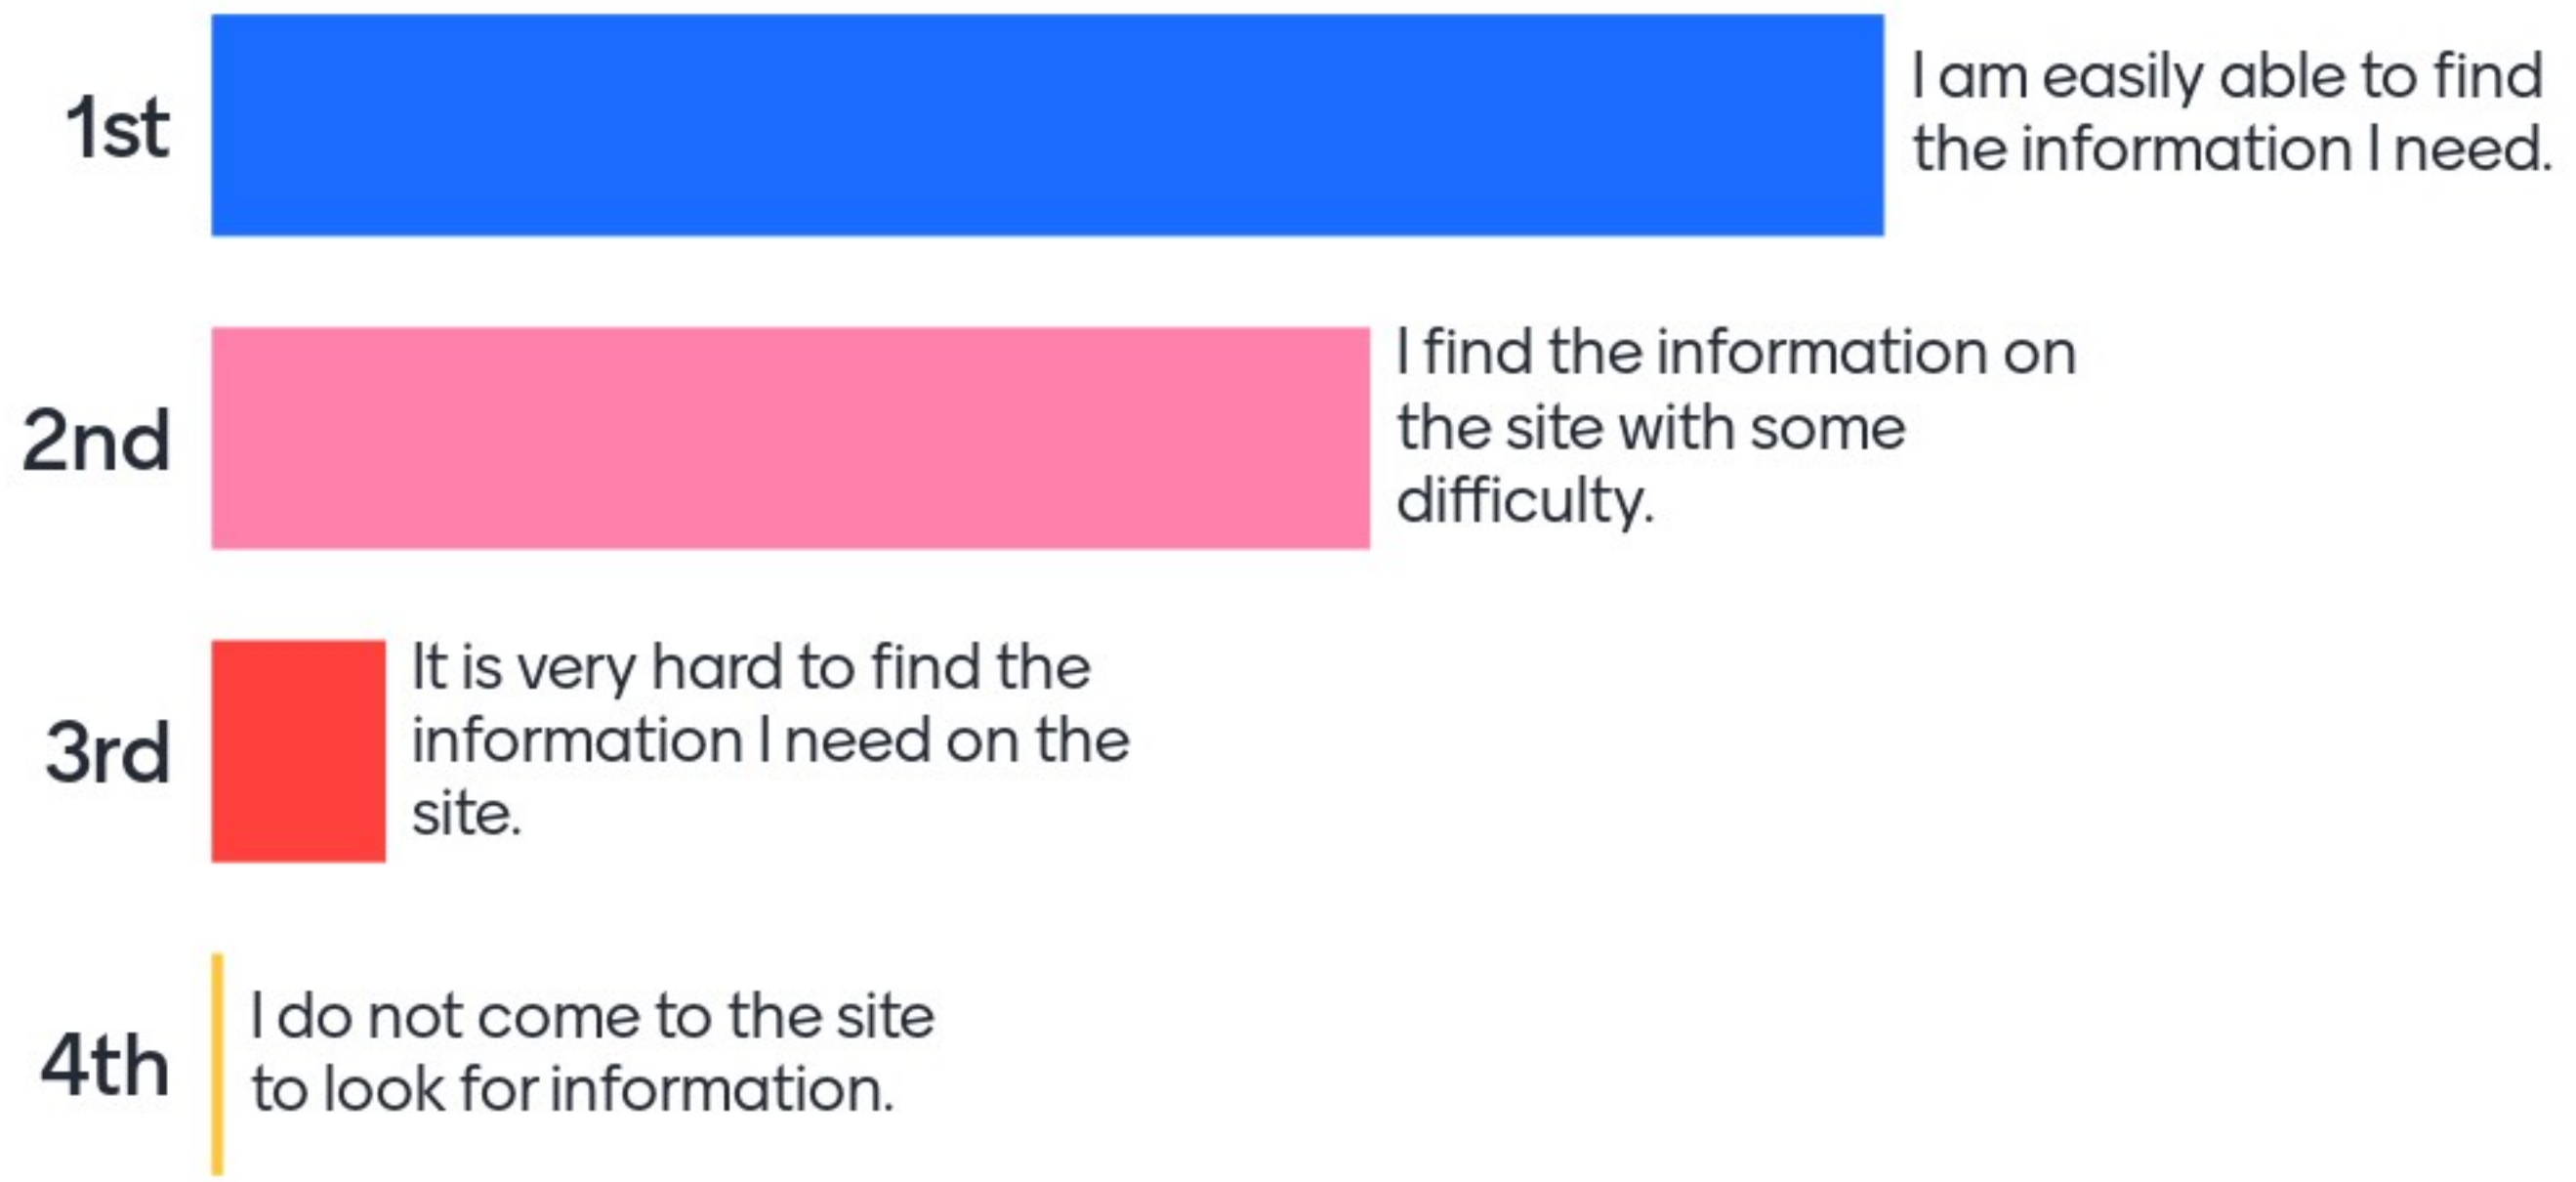 1st
I am easily able to find
the information I need.
2nd
I find the information on
the site with some
difficulty.
3rd
It is very hard to find the
information I need on the
site.
4th
I do not come to the site
to look for information.